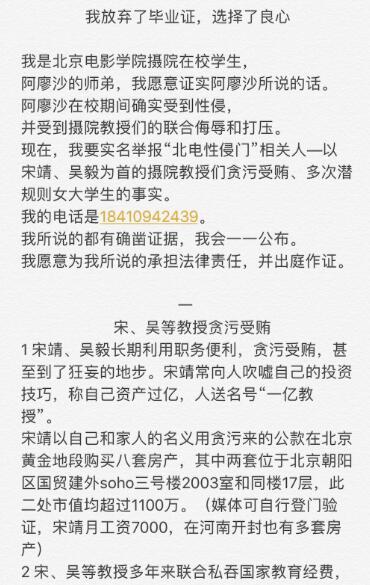 我放弃了毕业证，选择了良心
我是北京电影学院摄院在校学生，
阿廖沙的师弟，我愿意证实阿廖沙所说的话。
阿廖沙在校期间确实受到性侵，
并受到摄院教授们的联合侮辱和打压。
现在，我要实名举报“北电性侵门”相关人—以
宋靖、吴毅为首的摄院教授们贪污受贿、多次潜
规则女大学生的事实。
我的电话是18410942439。
我所说的都有确凿证据，我会一一公布。
我愿意为我所说的承担法律责任，并出庭作证。
一
宋、吴等教授贪污受贿
1 宋靖、吴毅长期利用职务便利，贪污受贿，甚
至到了狂妄的地步。宋靖常向人吹嘘自己的投资
技巧，称自己资产过亿，人送名号“一亿教
授”。
宋靖以自己和家人的名义用贪污来的公款在北京
黄金地段购买八套房产，其中两套位于北京朝阳
区国贸建外soho三号楼2003室和同楼17层，此
二处市值均超过1100万。（媒体可自行登门验
证，宋靖月工资7000，在河南开封也有多套房
产）
2 宋、吴等教授多年来联合私吞国家教育经费，